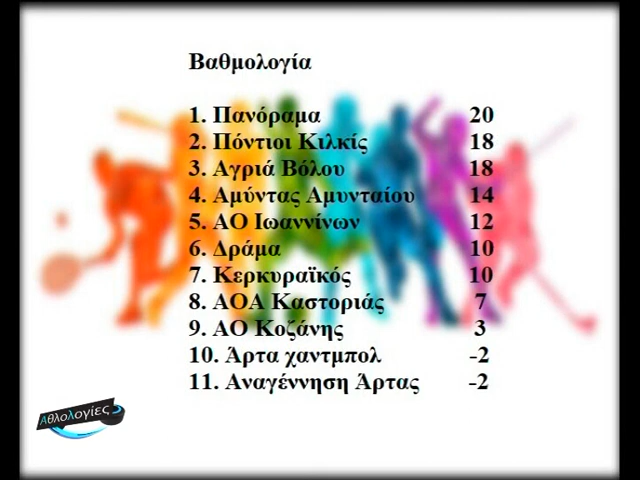 Βαθμολογία
1. Πανόραμα 20
2. Πόντιοι Κιλκίς 18
3. Αγριά Βόλου 18
4. Αμύντας Αμυνταίου 14
5. ΑΟ Ιωαννίνων 12
6. Δράμα 10
7. Κερκυραϊκός 10
8. ΑΟΑ Καστοριάς 7
9. ΑΟ Κοζάνης 3
10. Άρτα χαντμπολ -2
11. Αναγέννηση Άρτας -2
Αθλολογίες